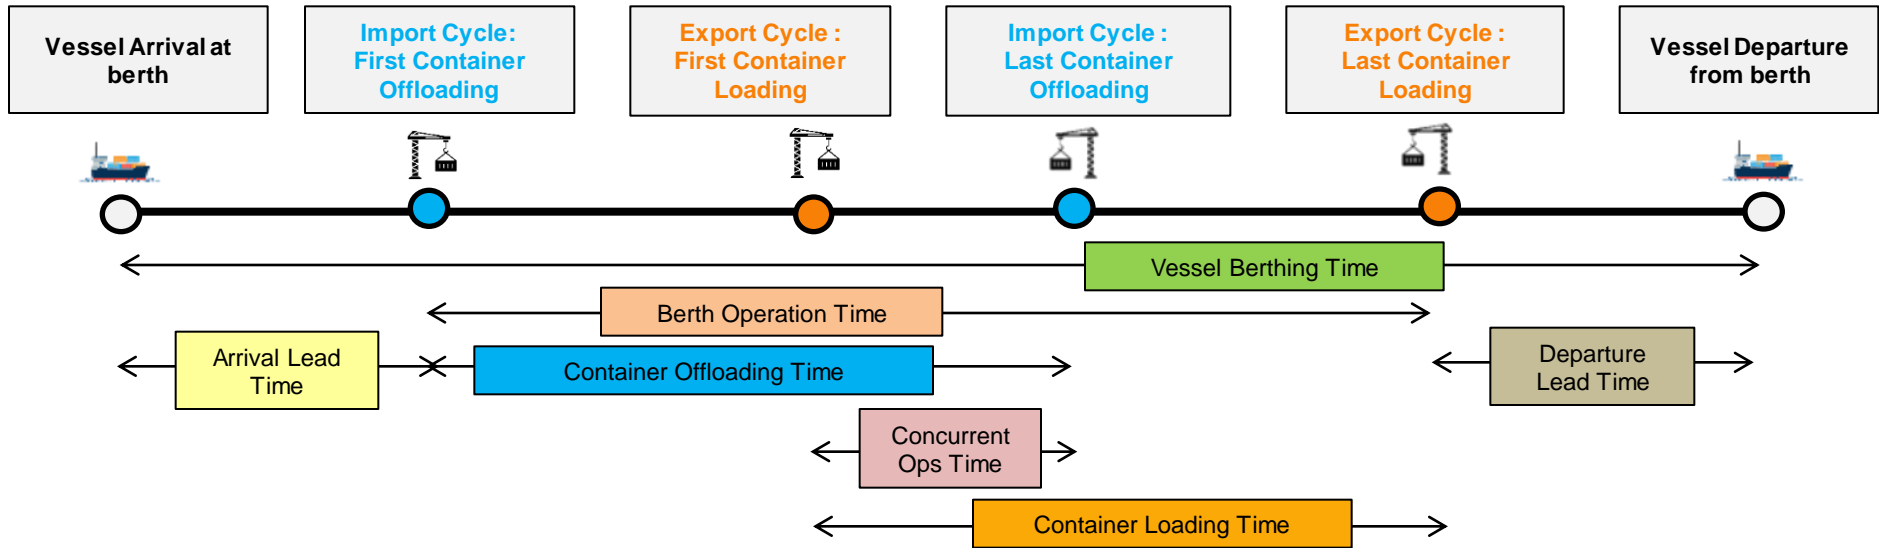 Vessel Arrival at
berth
Import Cycle:
First Container
Offloading
Export Cycle :
First Container
Loading
Import Cycle :
Last Container
Offloading
Export Cycle :
Last Container
Loading
Vessel Departure
from berth
Vessel Berthing Time
Berth Operation Time
Arrival Lead
Time
Container Offloading Time
Departure
Lead Time
Concurrent
Ops Time
Container Loading Time